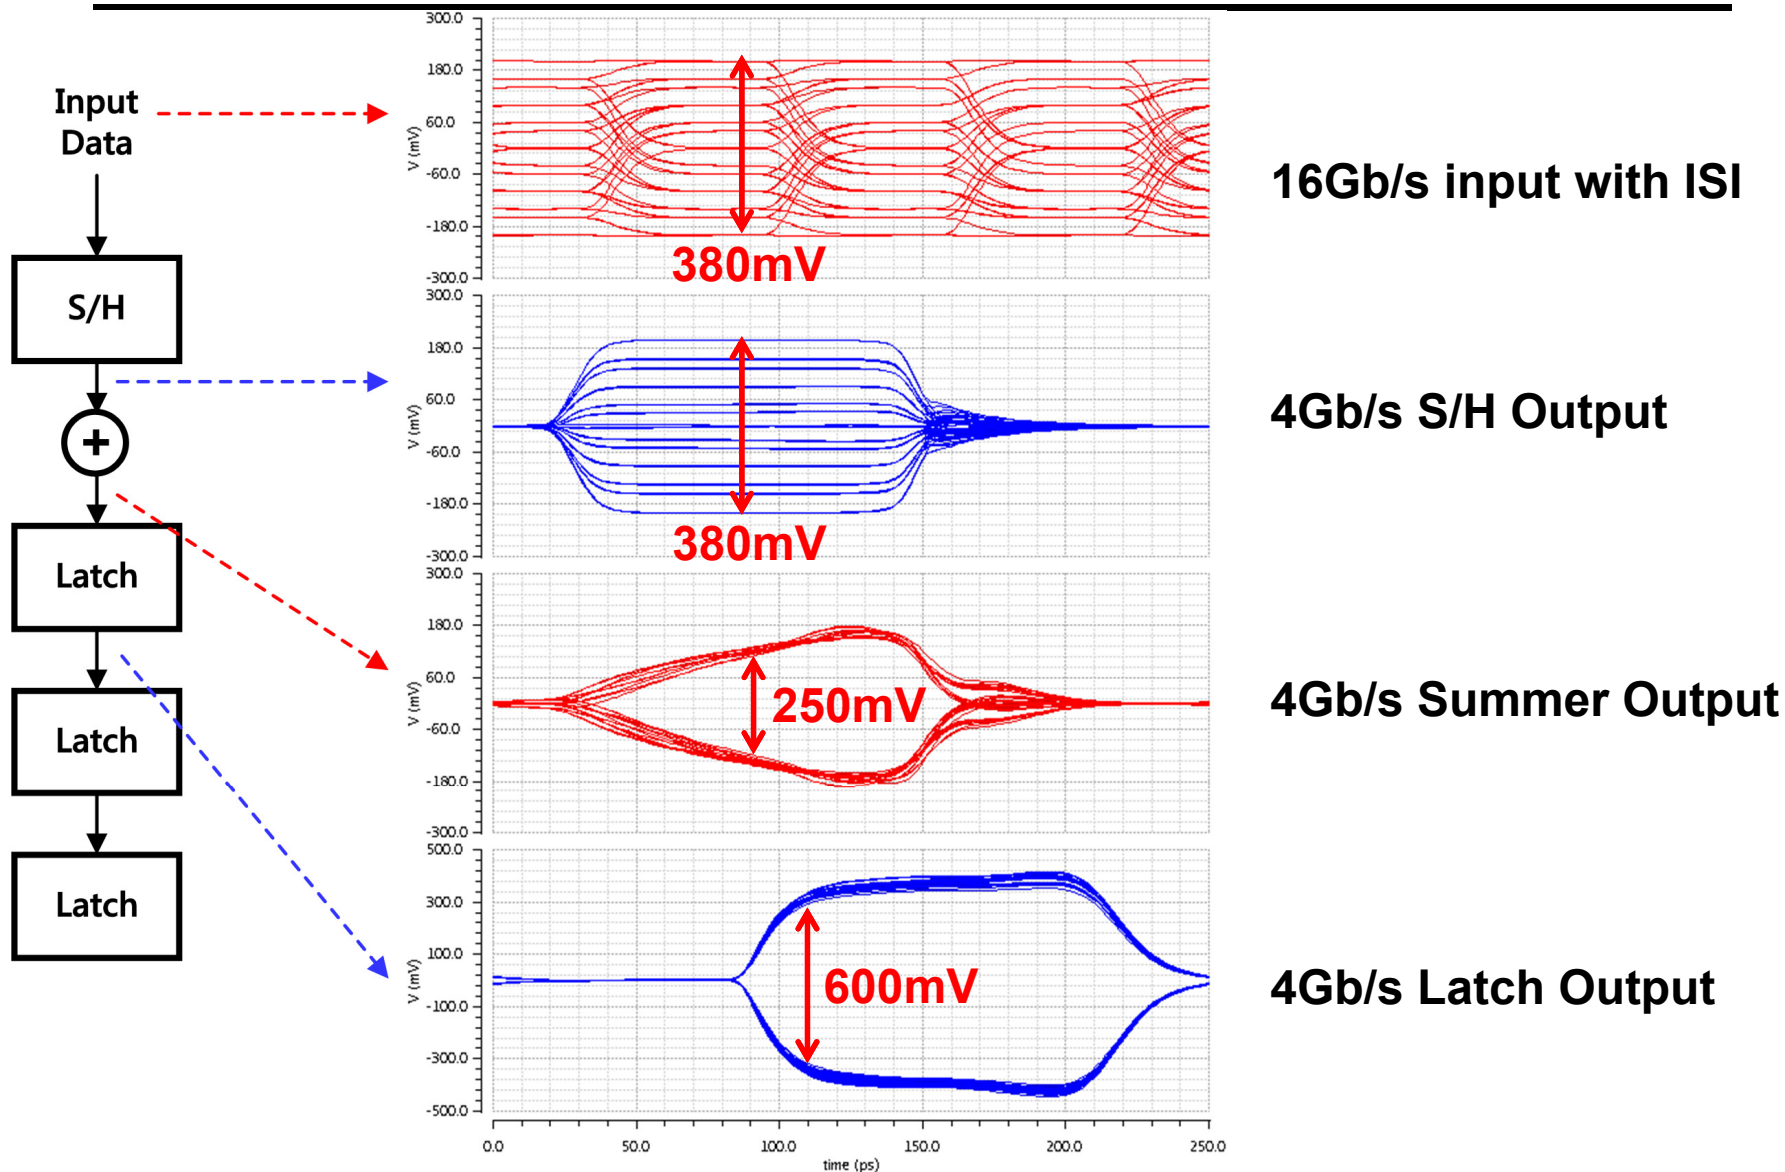 Input
Data
S/H
+
Latch
Latch
Latch
300.0
180.0
60.0
-60.0
-180.0
-300.0
V (mV)
380mV
16Gb/s input with ISI
300.0
180.0
60.0
-60.0
-180.0
-300.0
V (mV)
380mV
4Gb/s S/H Output
300.0
180.0
60.0
-60.0
-180.0
-300.0
V (mV)
250mV
4Gb/s Summer Output
500.0
300.0
100.0
-100.0
-300.0
-500.0
V (mV)
600mV
4Gb/s Latch Output
0.0 50.0 100.0 150.0 200.0 250.0
time (ps)